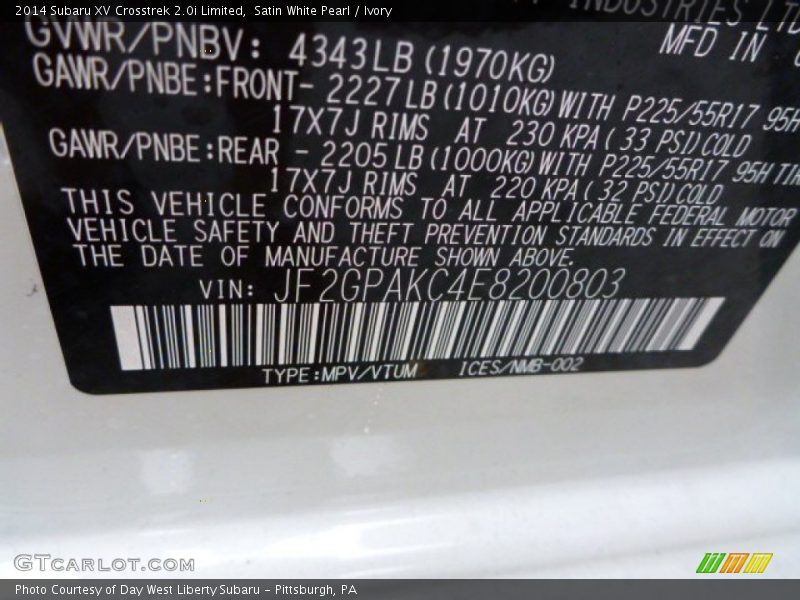 2014 Subaru XV Crosstrek 2.0i Limited, Satin White Pearl / Ivory
INDUSTRIES LTD
MFD IN
GVWR/PNBV: 4343LB (1970KG)
GAWR/PNBE:FRONT- 2227LB (1010KG) WITH P225/55R17 95H
17X7J RIMS AT 230 KPA ( 33 PSI) COLD
GAWR/PNBE:REAR - 2205LB (1000KG) WITH P225/55R17 95H TIR
17X7J RIMS AT 220 KPA ( 32 PSI) COLD
THIS VEHICLE CONFORMS TO ALL APPLICABLE FEDERAL MOTOR
VEHICLE SAFETY AND THEFT PREVENTION STANDARDS IN EFFECT ON
THE DATE OF MANUFACTURE SHOWN ABOVE.
VIN: JF2GPAKC4E8200803
TYPE:MPV/VTUM ICES/NMB-002
GTCARLOT.COM
Photo Courtesy of Day West Liberty Subaru - Pittsburgh, PA